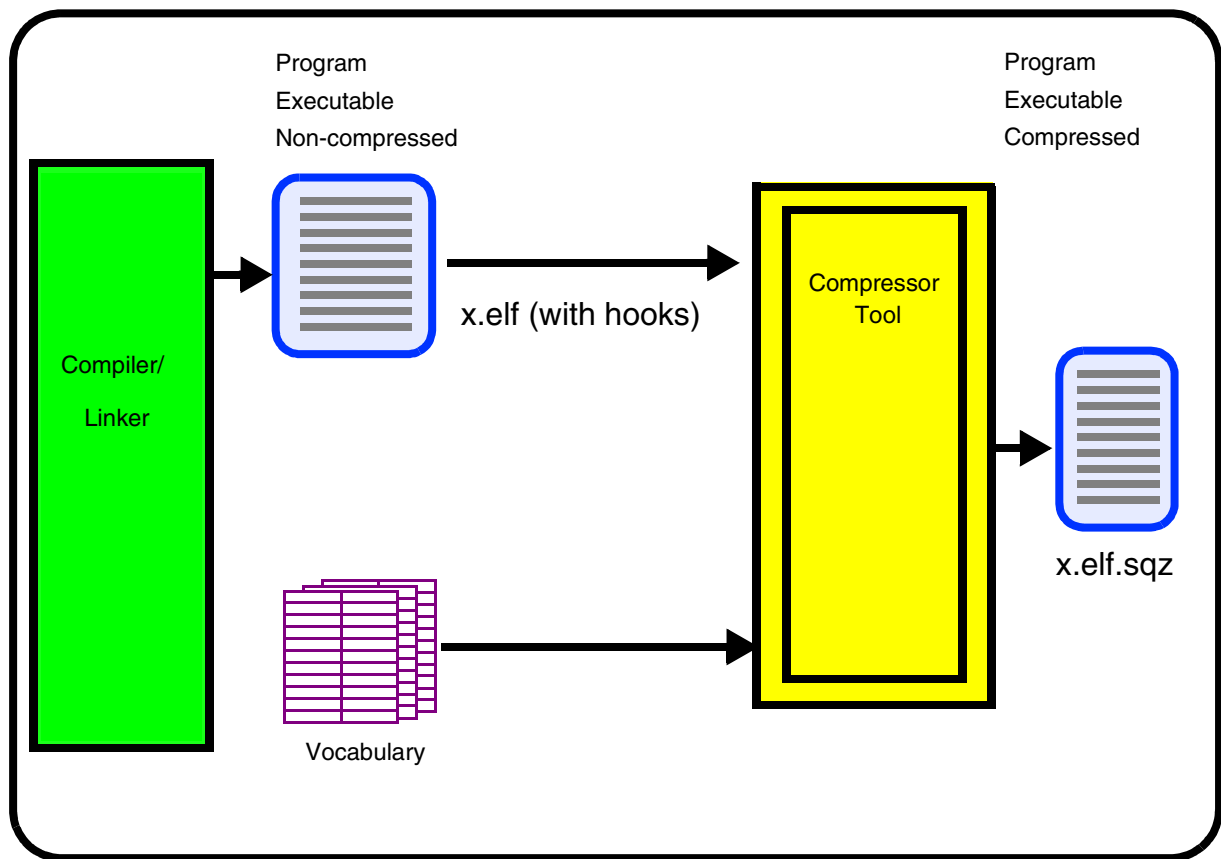 Program
Executable
Non-compressed
Program
Executable
Compressed
Compiler/
Linker
x.elf (with hooks)
Compressor
Tool
x.elf.sqz
Vocabulary